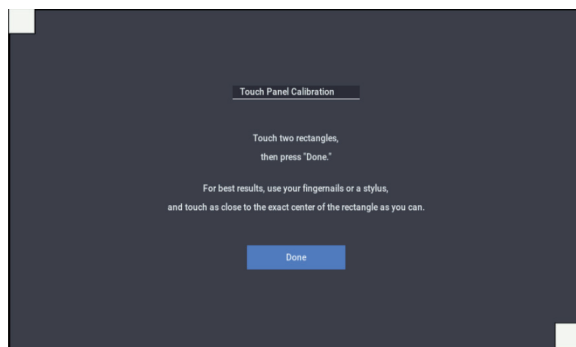 Touch Panel Calibration
Touch two rectangles,
then press "Done."
For best results, use your fingernails or a stylus,
and touch as close to the exact center of the rectangle as you can.
Done